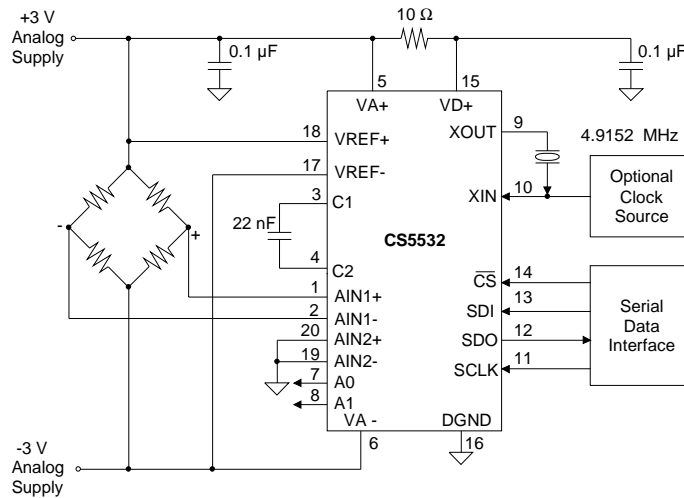 +3 V
Analog
Supply
10 Ω
0.1 µF
0.1 µF
5
15
VA+
VD+
18
VREF+
XOUT
9
4.9152 MHz
17
VREF-
3
C1
XIN
10
Optional
Clock
Source
22 nF
CS5532
-
+
4
C2
1
AIN1+
CS
14
2
AIN1-
SDI
13
Serial
Data
Interface
20
AIN2+
SDO
12
19
AIN2-
SCLK
11
7
A0
8
A1
VA -
DGND
6
16
-3 V
Analog
Supply